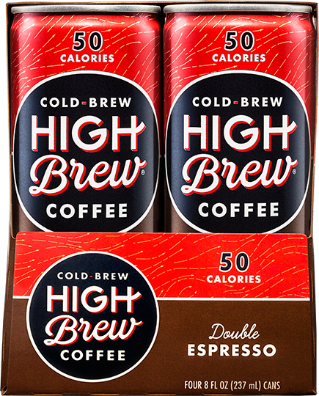 50
CALORIES
COLD-BREW
HIGH
Brew®
COFFEE
50
CALORIES
COLD-BREW
HIGH
Brew®
COFFEE
COLD-BREW
HIGH
Brew
COFFEE
50
CALORIES
Double
ESPRESSO
FOUR 8 FL OZ (237 mL) CANS